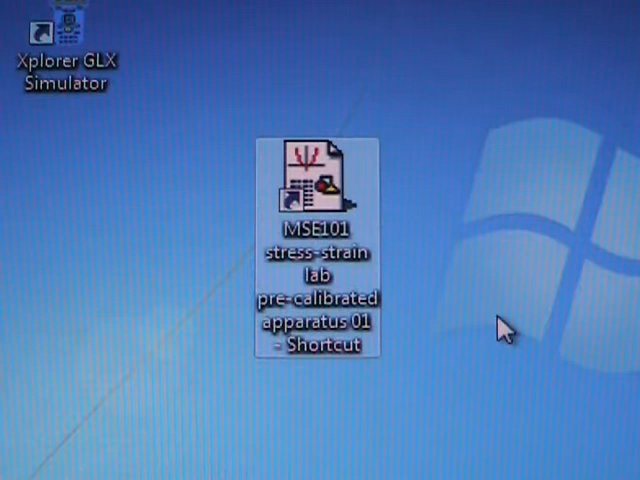 Xplorer GLX
Simulator
MSE101
stress-strain
lab
pre-calibrated
apparatus 01
- Shortcut